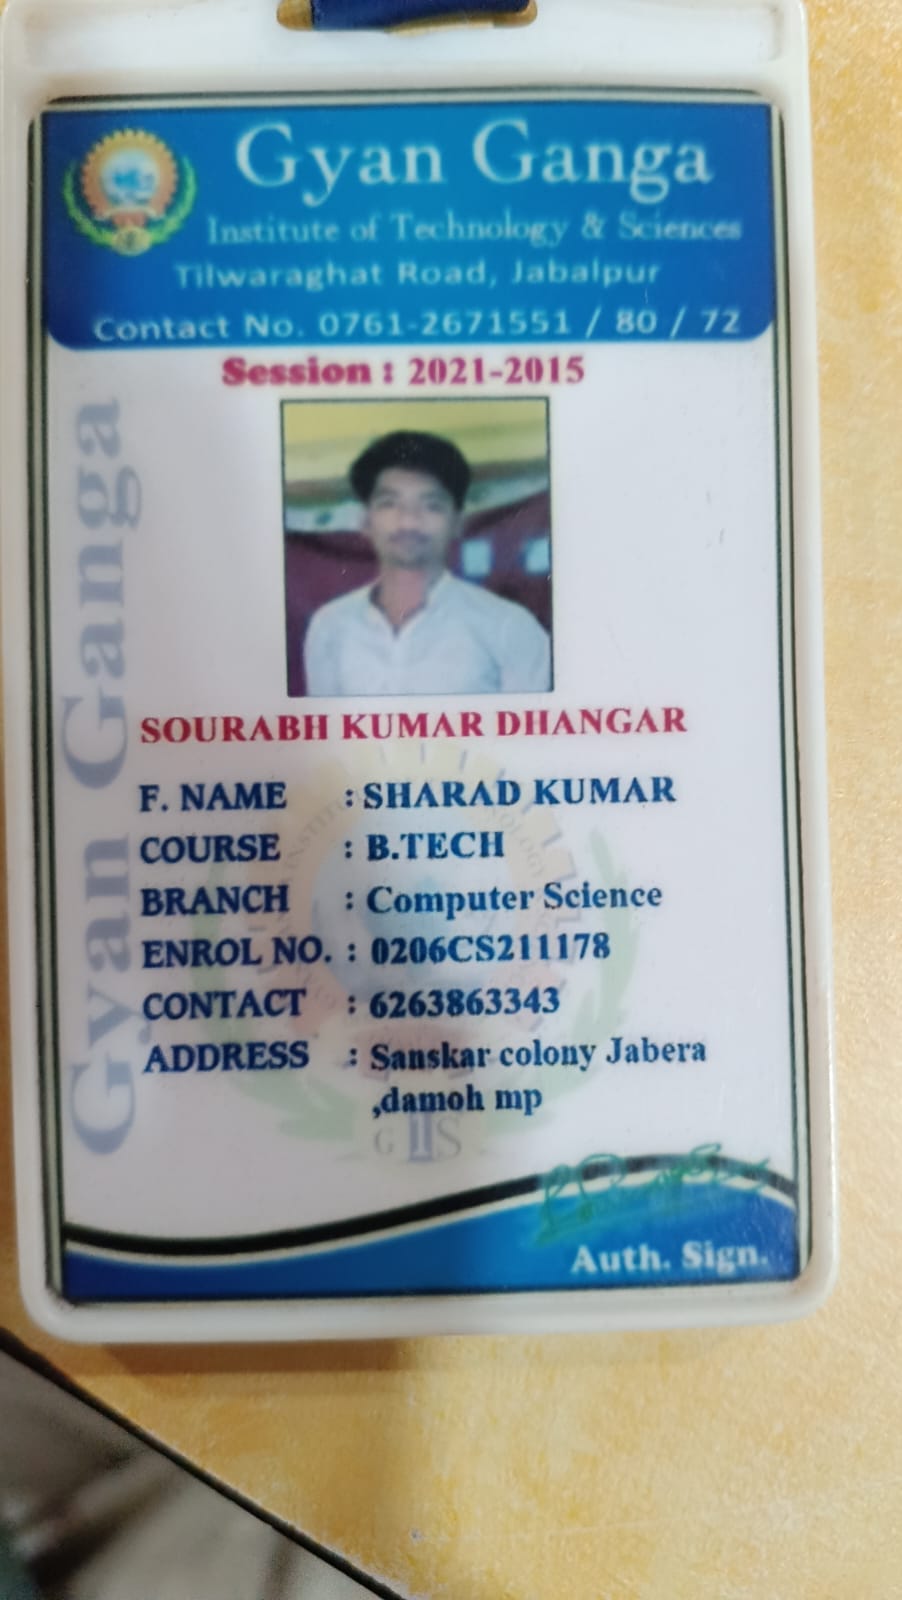 Gyan Ganga
Institute of Technology & Sciences
Tilwaraghat Road, Jabalpur
Contact No. 0761-2671551 / 80 / 72
Session : 2021-2015
Gyan Ganga
SOURABH KUMAR DHANGAR
F. NAME : SHARAD KUMAR
COURSE : B.TECH
BRANCH : Computer Science
ENROL NO. : 0206CS211178
CONTACT : 6263863343
ADDRESS : Sanskar colony Jabera
,damoh mp
GIIS
Auth. Sign.